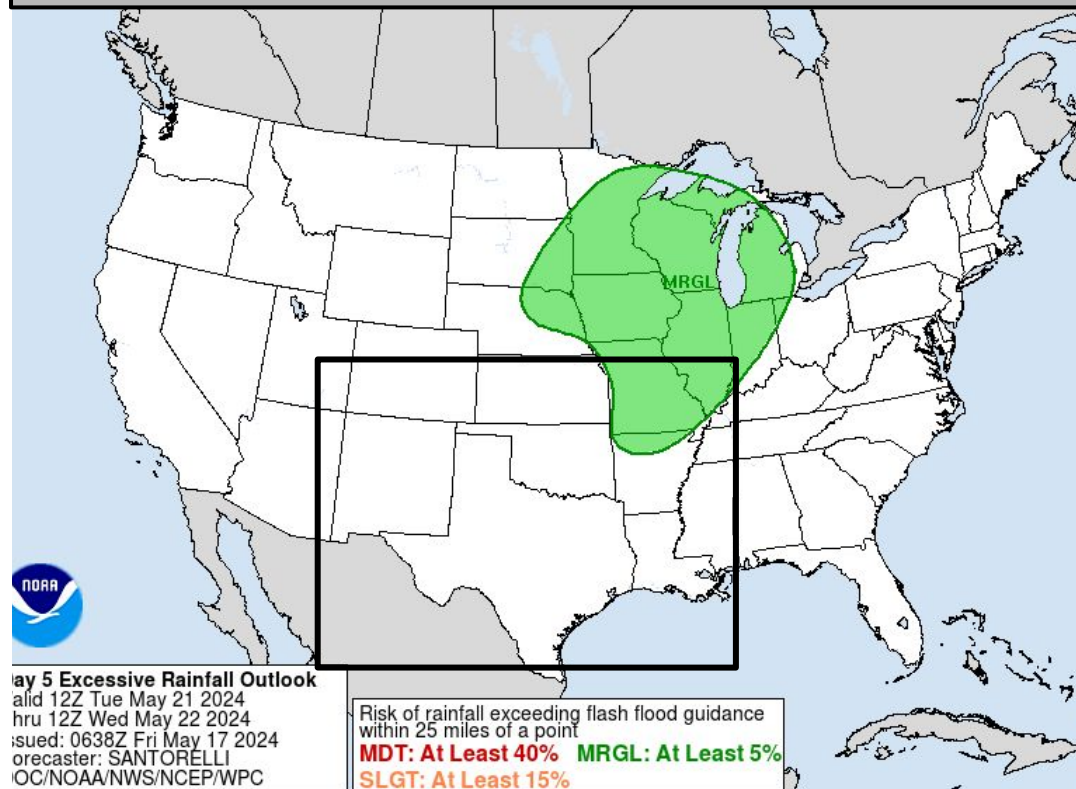 MRGL
NOAA
ay 5 Excessive Rainfall Outlook
alid 12Z Tue May 21 2024
hru 12Z Wed May 22 2024
ssued: 0638Z Fri May 17 2024
orecaster: SANTORELLI
OC/NOAA/NWS/NCEP/WPC
Risk of rainfall exceeding flash flood guidance
within 25 miles of a point
MDT: At Least 40% MRGL: At Least 5%
SLGT: At Least 15%